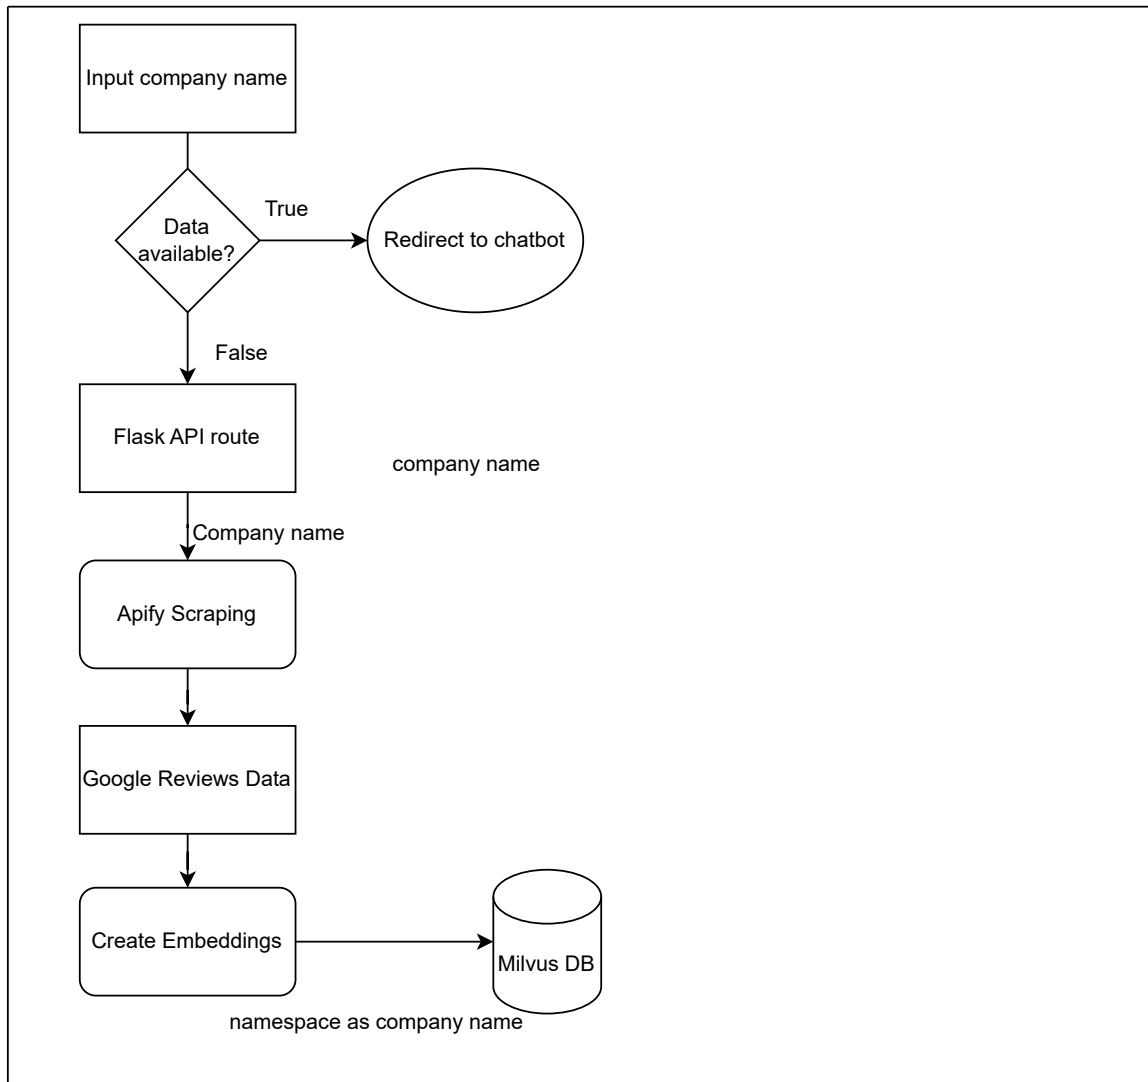 Input company name
True
Data
available?
Redirect to chatbot
False
Flask API route
company name
Company name
Apify Scraping
Google Reviews Data
Create Embeddings
Milvus DB
namespace as company name